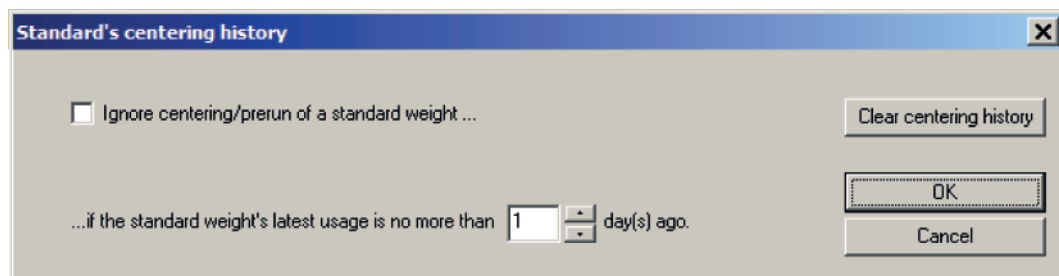 Standard's centering history
Ignore centering/prerun of a standard weight ...
Clear centering history
OK
...if the standard weight's latest usage is no more than 1 day(s) ago.
Cancel